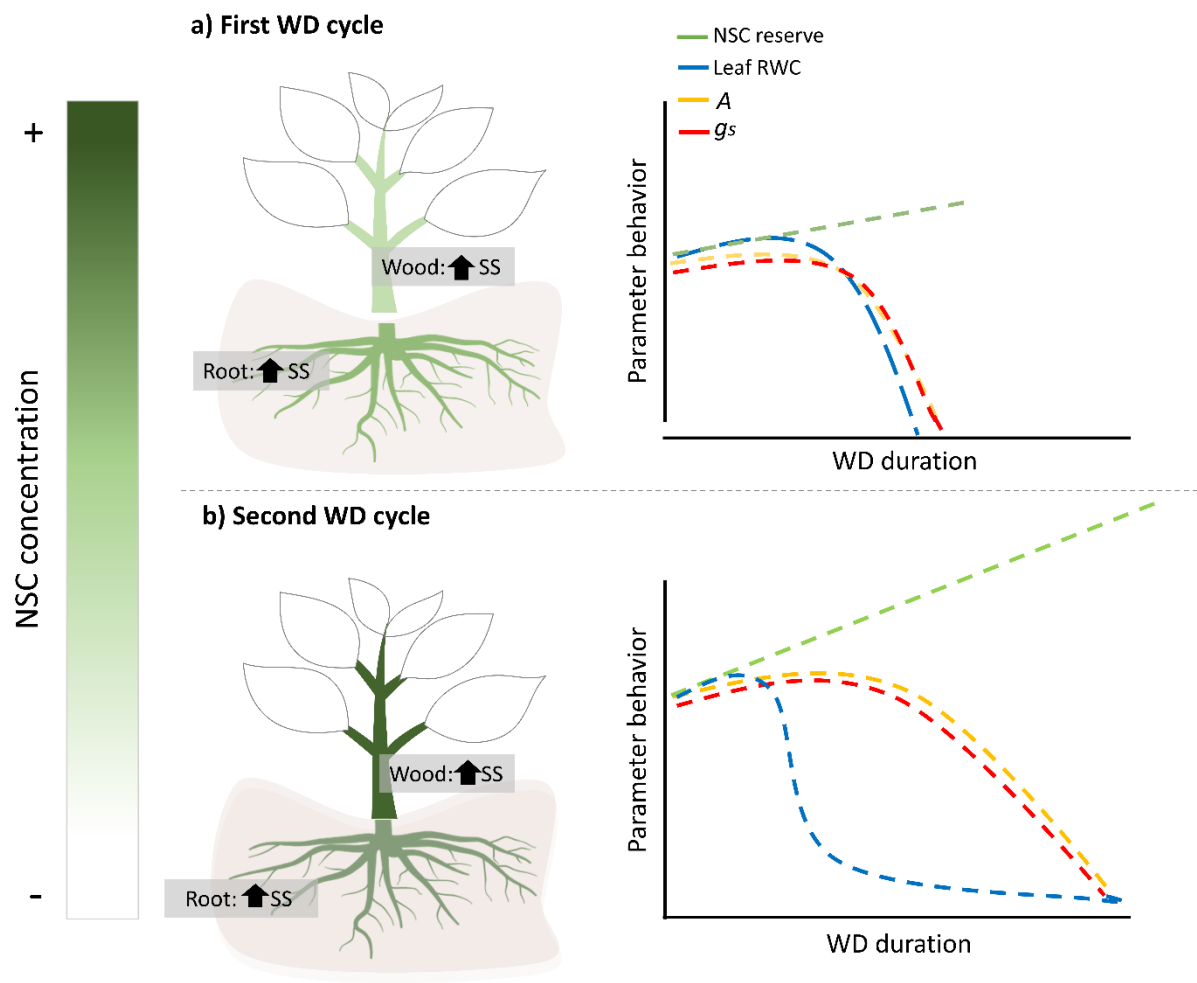 a) First WD cycle
NSC reserve
Leaf RWC
A
gs
+
Wood: SS
Root: SS
Parameter behavior
WD duration
NSC concentration
b) Second WD cycle
Wood: SS
Root: SS
-
Parameter behavior
WD duration